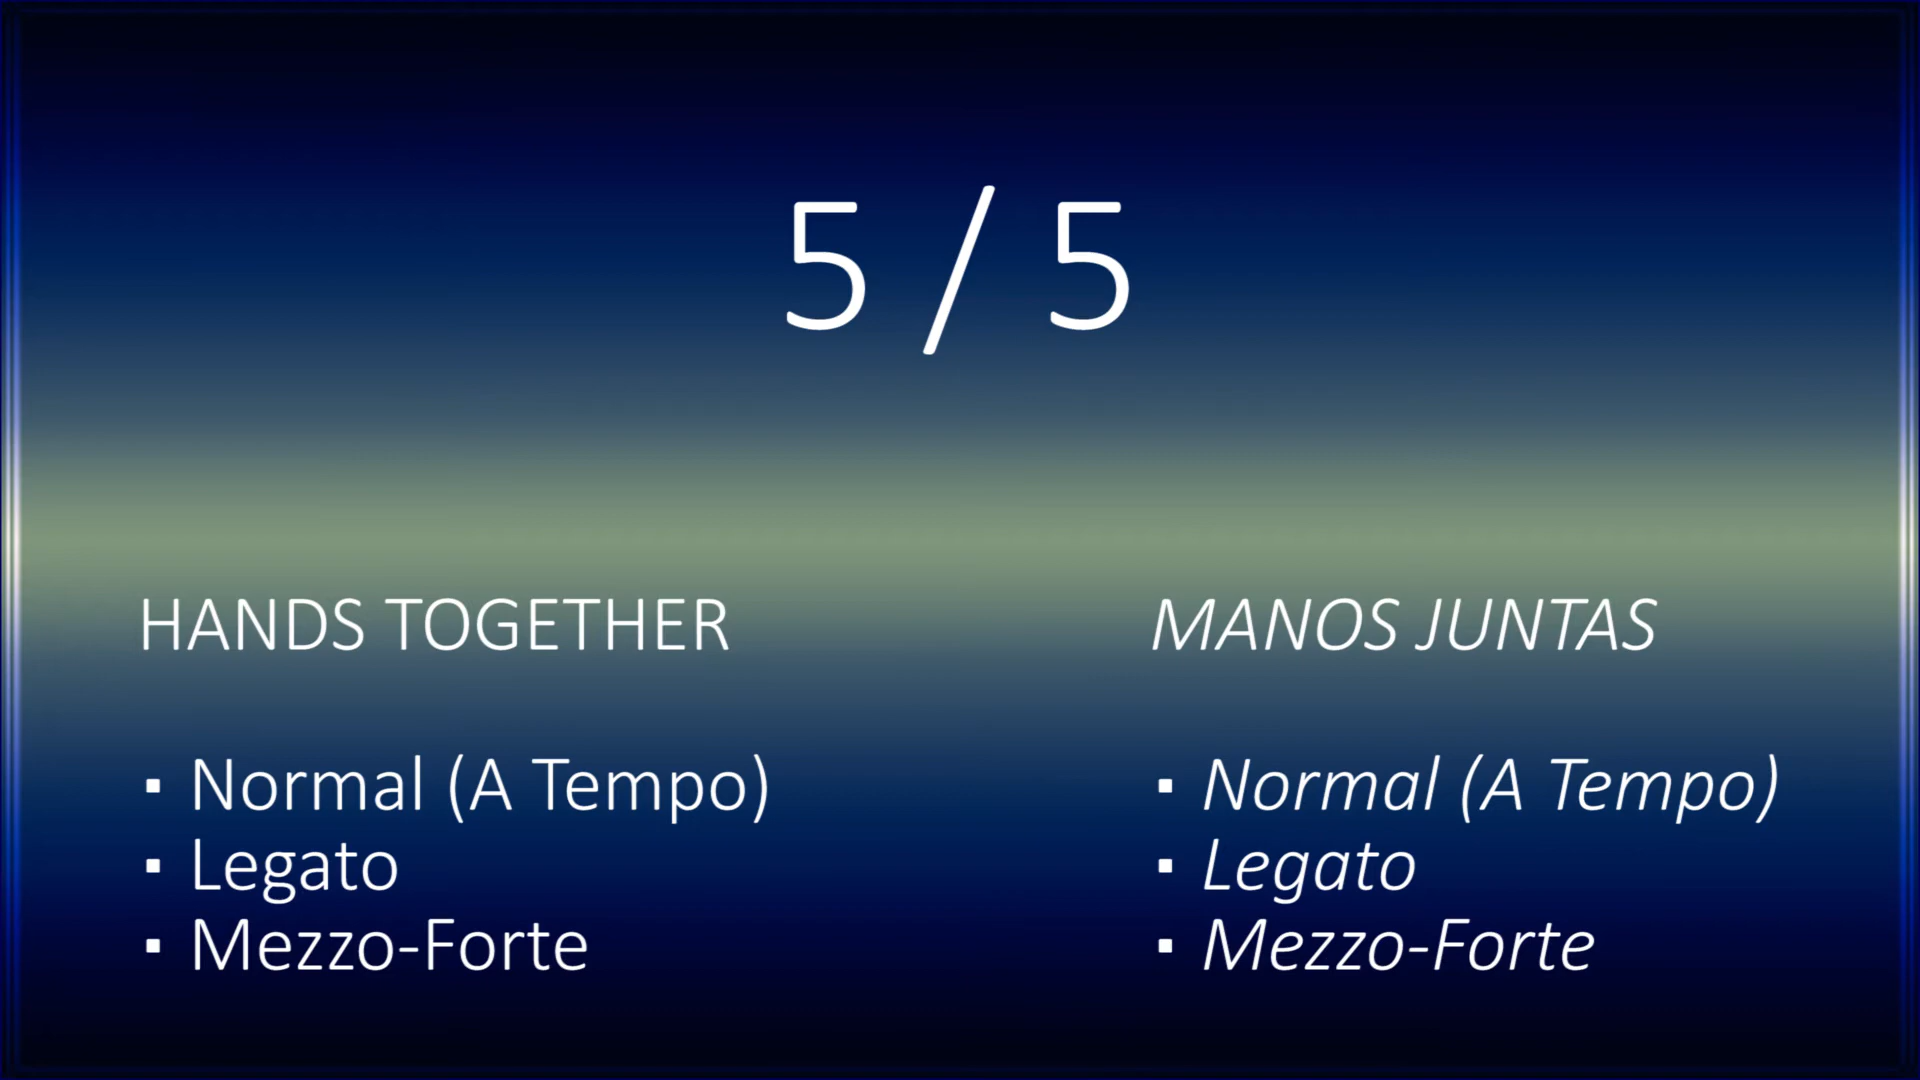 5 / 5
HANDS TOGETHER
▪ Normal (A Tempo)
▪ Legato
▪ Mezzo-Forte
MANOS JUNTAS
▪ Normal (A Tempo)
▪ Legato
▪ Mezzo-Forte